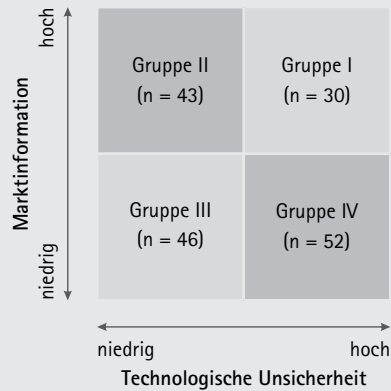 hoch
Marktinformation
niedrig
Gruppe II
(n = 43)
Gruppe I
(n = 30)
Gruppe III
(n = 46)
Gruppe IV
(n = 52)
niedrig
hoch
Technologische Unsicherheit